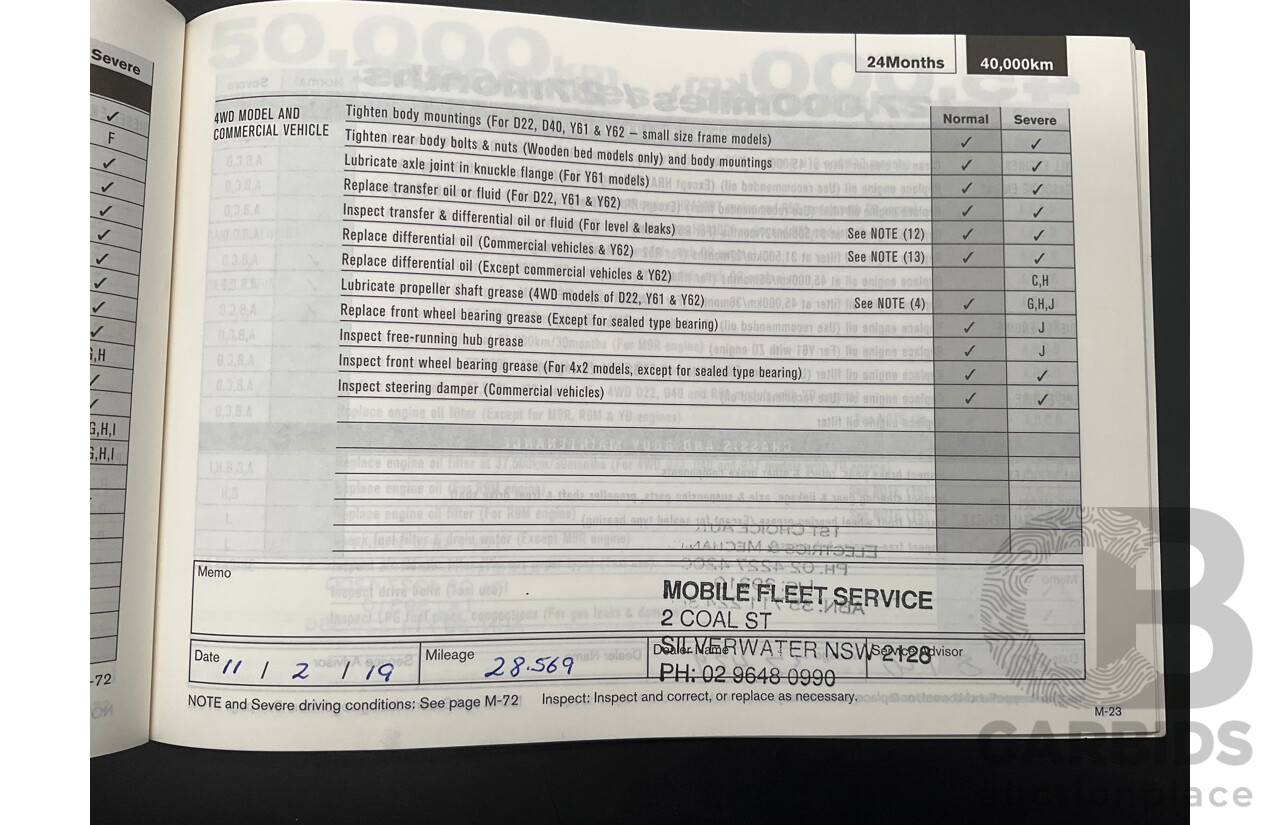 Severe
F
G,H,I
G,H,I
-72
24Months 40,000km
Normal Severe
4WD MODEL AND
COMMERCIAL VEHICLE
Tighten body mountings (For D22, D40, Y61 & Y62 – small size frame models) ✓ ✓
Tighten rear body bolts & nuts (Wooden bed models only) and body mountings ✓ ✓
Lubricate axle joint in knuckle flange (For Y61 models) ✓ ✓
Replace transfer oil or fluid (For D22, Y61 & Y62) ✓ ✓
Inspect transfer & differential oil or fluid (For level & leaks) See NOTE (12) ✓ ✓
Replace differential oil (Commercial vehicles & Y62) See NOTE (13) ✓ ✓
Replace differential oil (Except commercial vehicles & Y62) C,H
Lubricate propeller shaft grease (4WD models of D22, Y61 & Y62) See NOTE (4) ✓ G,H,J
Replace front wheel bearing grease (Except for sealed type bearing) ✓ J
Inspect free-running hub grease ✓ J
Inspect front wheel bearing grease (For 4x2 models, except for sealed type bearing) ✓ ✓
Inspect steering damper (Commercial vehicles) ✓ ✓
Memo
MOBILE FLEET SERVICE
2 COAL ST
SILVERWATER NSW 2128
PH: 02 9648 0990
Date 11 / 2 / 19
Mileage 28.569
Dealer Name
Service Advisor
NOTE and Severe driving conditions: See page M-72 Inspect: Inspect and correct, or replace as necessary.
M-23
CARBIDS
auctionplace